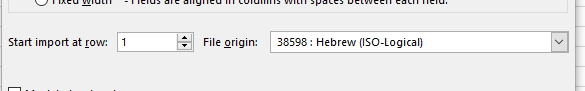 Fixed width - Fields are aligned in columns with spaces between each field.
Start import at row: 1 File origin: 38598 : Hebrew (ISO-Logical)